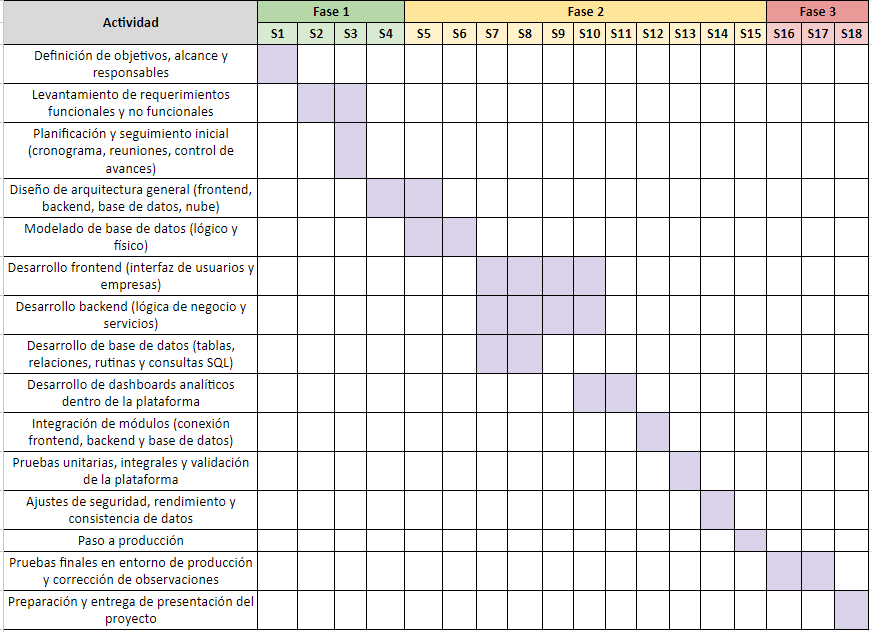 Actividad
Fase 1 Fase 2 Fase 3
S1 S2 S3 S4 S5 S6 S7 S8 S9 S10 S11 S12 S13 S14 S15 S16 S17 S18
Definición de objetivos, alcance y
responsables
Levantamiento de requerimientos
funcionales y no funcionales
Planificación y seguimiento inicial
(cronograma, reuniones, control de
avances)
Diseño de arquitectura general (frontend,
backend, base de datos, nube)
Modelado de base de datos (lógico y
físico)
Desarrollo frontend (interfaz de usuarios y
empresas)
Desarrollo backend (lógica de negocio y
servicios)
Desarrollo de base de datos (tablas,
relaciones, rutinas y consultas SQL)
Desarrollo de dashboards analíticos
dentro de la plataforma
Integración de módulos (conexión
frontend, backend y base de datos)
Pruebas unitarias, integrales y validación
de la plataforma
Ajustes de seguridad, rendimiento y
consistencia de datos
Paso a producción
Pruebas finales en entorno de producción
y corrección de observaciones
Preparación y entrega de presentación del
proyecto